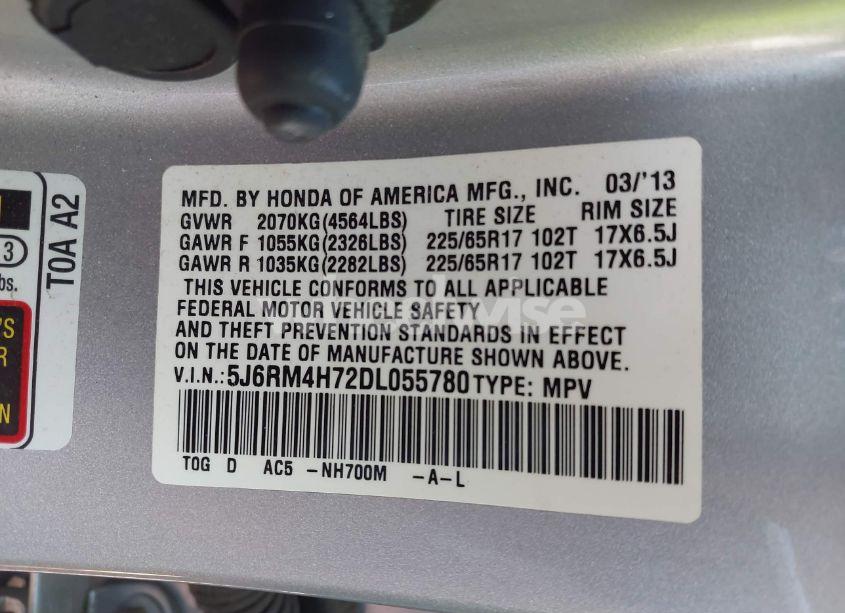 MFD. BY HONDA OF AMERICA MFG., INC. 03/'13
GVWR 2070KG(4564LBS) TIRE SIZE RIM SIZE
GAWR F 1055KG(2326LBS) 225/65R17 102T 17X6.5J
GAWR R 1035KG(2282LBS) 225/65R17 102T 17X6.5J
THIS VEHICLE CONFORMS TO ALL APPLICABLE
FEDERAL MOTOR VEHICLE SAFETY
AND THEFT PREVENTION STANDARDS IN EFFECT
ON THE DATE OF MANUFACTURE SHOWN ABOVE.
V.I.N.:5J6RM4H72DL055780 TYPE: MPV
TOG D AC5 -NH700M -A-L
T0A A2
3
bs.
'S
R
N